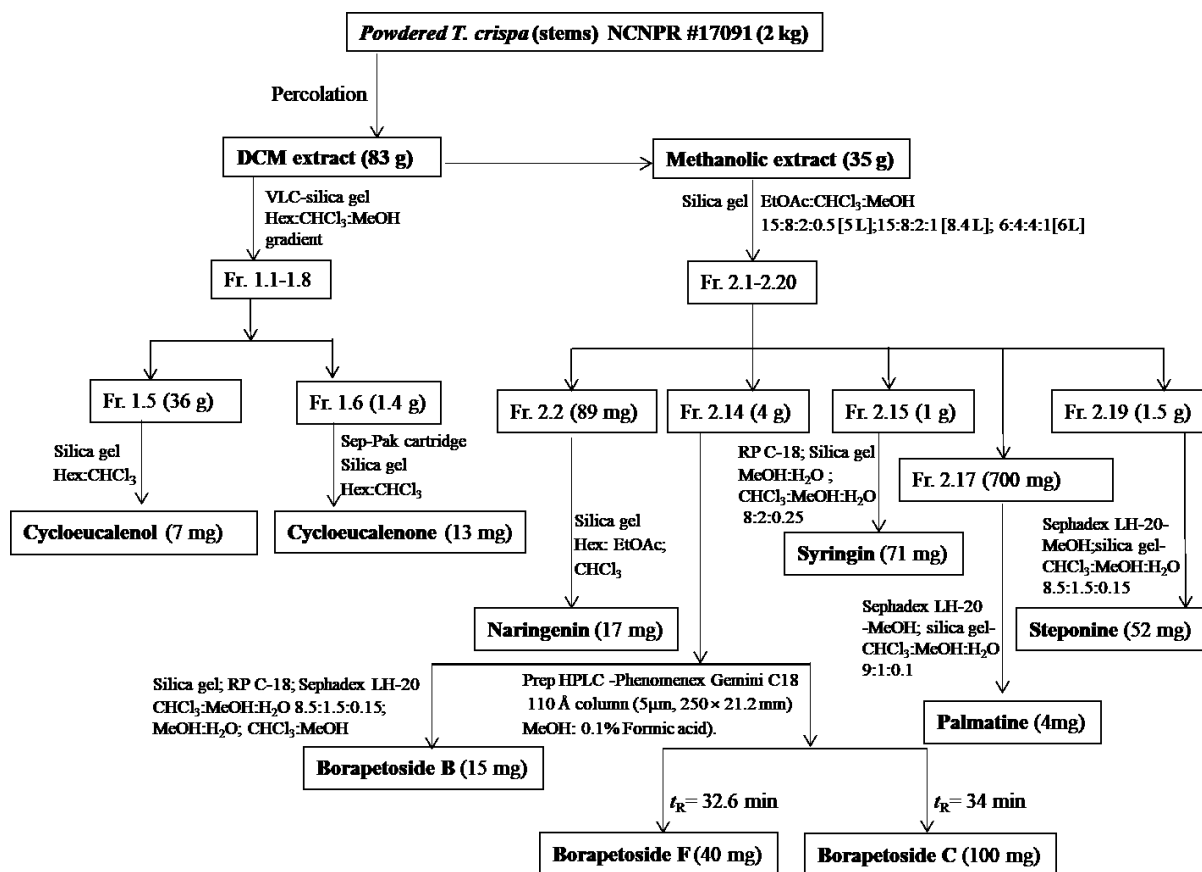 Powdered T. crispa (stems) NCNPR #17091 (2 kg)
Percolation
DCM extract (83 g)
Methanolic extract (35 g)
VLC-silica gel
Hex:CHCl₃:MeOH
gradient
Silica gel
EtOAc:CHCl₃:MeOH
15:8:2:0.5 [5 L];15:8:2:1 [8.4 L]; 6:4:4:1[6L]
Fr. 1.1-1.8
Fr. 2.1-2.20
Fr. 1.5 (36 g)
Fr. 1.6 (1.4 g)
Fr. 2.2 (89 mg)
Fr. 2.14 (4 g)
Fr. 2.15 (1 g)
Fr. 2.19 (1.5 g)
Fr. 2.17 (700 mg)
Silica gel
Hex:CHCl₃
Sep-Pak cartridge
Silica gel
Hex:CHCl₃
RP C-18; Silica gel
MeOH:H₂O ;
CHCl₃:MeOH:H₂O
8:2:0.25
Cycloeucalenol (7 mg)
Cycloeucalenone (13 mg)
Silica gel
Hex: EtOAc;
CHCl₃
Syringin (71 mg)
Sephadex LH-20-
MeOH;silica gel-
CHCl₃:MeOH:H₂O
8.5:1.5:0.15
Naringenin (17 mg)
Sephadex LH-20
-MeOH; silica gel-
CHCl₃:MeOH:H₂O
9:1:0.1
Steponine (52 mg)
Silica gel; RP C-18; Sephadex LH-20
CHCl₃:MeOH:H₂O 8.5:1.5:0.15;
MeOH:H₂O; CHCl₃:MeOH
Prep HPLC -Phenomenex Gemini C18
110 Å column (5µm, 250 × 21.2 mm)
MeOH: 0.1% Formic acid).
Palmatine (4mg)
Borapetoside B (15 mg)
tR= 32.6 min
tR= 34 min
Borapetoside F (40 mg)
Borapetoside C (100 mg)